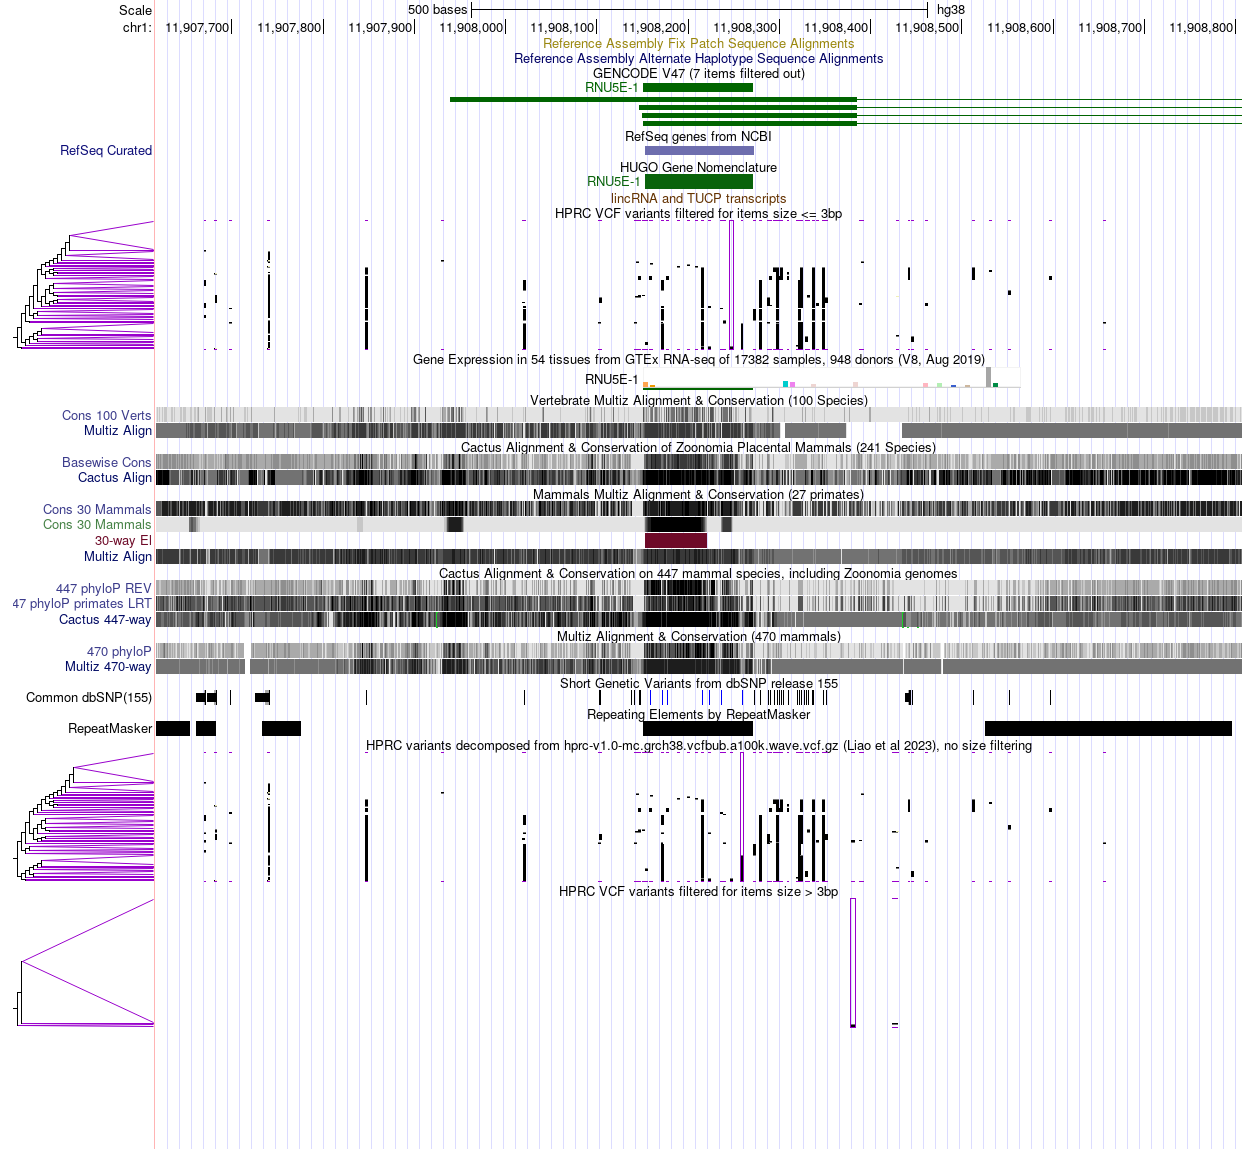 Scale 500 bases hg38
chr1: 11,907,700 11,907,800 11,907,900 11,908,000 11,908,100 11,908,200 11,908,300 11,908,400 11,908,500 11,908,600 11,908,700 11,908,800
Reference Assembly Fix Patch Sequence Alignments
Reference Assembly Alternate Haplotype Sequence Alignments
GENCODE V47 (7 items filtered out)
RNU5E-1
RefSeq genes from NCBI
RefSeq Curated
HUGO Gene Nomenclature
RNU5E-1
lincRNA and TUCP transcripts
HPRC VCF variants filtered for items size <= 3bp
Gene Expression in 54 tissues from GTEx RNA-seq of 17382 samples, 948 donors (V8, Aug 2019)
RNU5E-1
Vertebrate Multiz Alignment & Conservation (100 Species)
Cons 100 Verts
Multiz Align
Cactus Alignment & Conservation of Zoonomia Placental Mammals (241 Species)
Basewise Cons
Cactus Align
Mammals Multiz Alignment & Conservation (27 primates)
Cons 30 Mammals
Cons 30 Mammals
30-way El
Multiz Align
Cactus Alignment & Conservation on 447 mammal species, including Zoonomia genomes
447 phyloP REV
47 phyloP primates LRT
Cactus 447-way
Multiz Alignment & Conservation (470 mammals)
470 phyloP
Multiz 470-way
Short Genetic Variants from dbSNP release 155
Common dbSNP(155)
Repeating Elements by RepeatMasker
RepeatMasker
HPRC variants decomposed from hprc-v1.0-mc.grch38.vcfbub.a100k.wave.vcf.gz (Liao et al 2023), no size filtering
HPRC VCF variants filtered for items size > 3bp